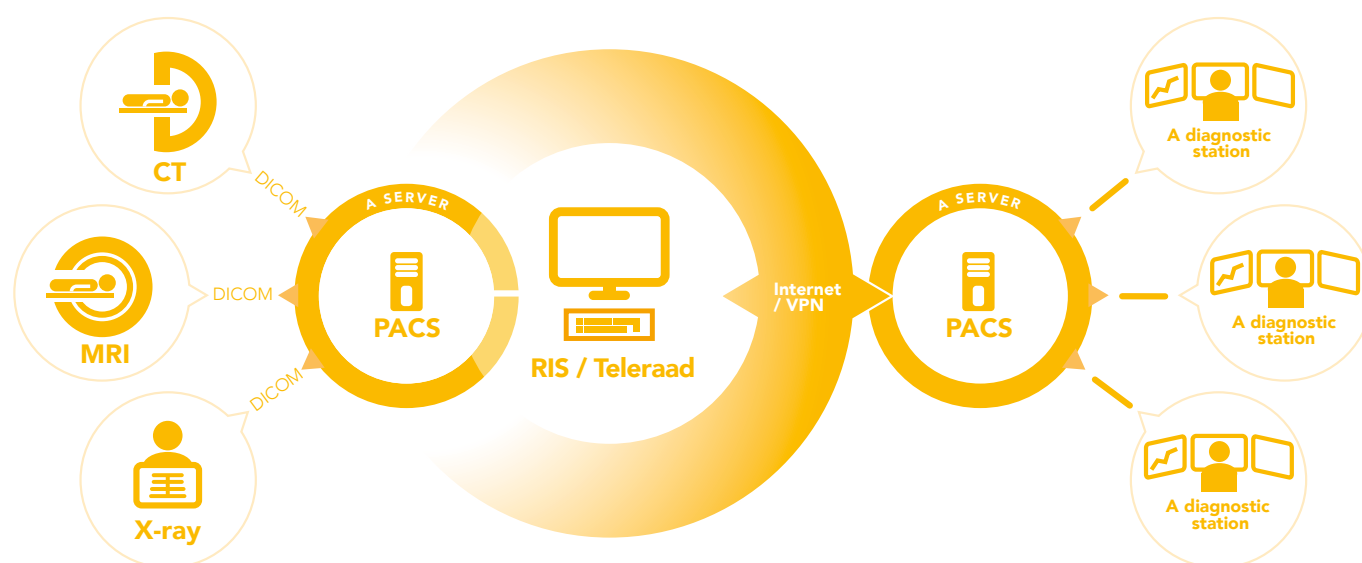 CT
DICOM
MRI
DICOM
X-ray
DICOM
A SERVER
PACS
RIS / Teleraad
Internet
/ VPN
A SERVER
PACS
A diagnostic
station
A diagnostic
station
A diagnostic
station